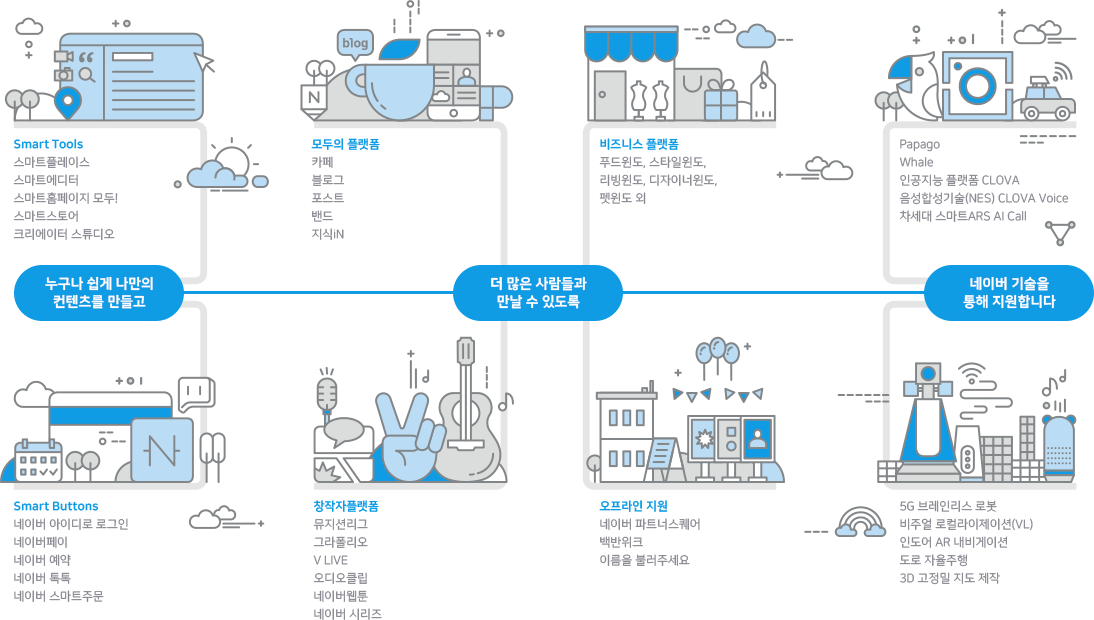 blog
N
Smart Tools
스마트플레이스
스마트에디터
스마트홈페이지 모두!
스마트스토어
크리에이터 스튜디오
모두의 플랫폼
카페
블로그
포스트
밴드
지식iN
비즈니스 플랫폼
푸드윈도, 스타일윈도,
리빙윈도, 디자이너윈도,
펫윈도 외
Papago
Whale
인공지능 플랫폼 CLOVA
음성합성기술(NES) CLOVA Voice
차세대 스마트ARS AI Call
누구나 쉽게 나만의
컨텐츠를 만들고
더 많은 사람들과
만날 수 있도록
네이버 기술을
통해 지원합니다
N
Smart Buttons
네이버 아이디로 로그인
네이버페이
네이버 예약
네이버 톡톡
네이버 스마트주문
창작자플랫폼
뮤지션리그
그라폴리오
V LIVE
오디오클립
네이버웹툰
네이버 시리즈
오프라인 지원
네이버 파트너스퀘어
백반위크
이름을 불러주세요
5G 브레인리스 로봇
비주얼 로컬라이제이션(VL)
인도어 AR 내비게이션
도로 자율주행
3D 고정밀 지도 제작